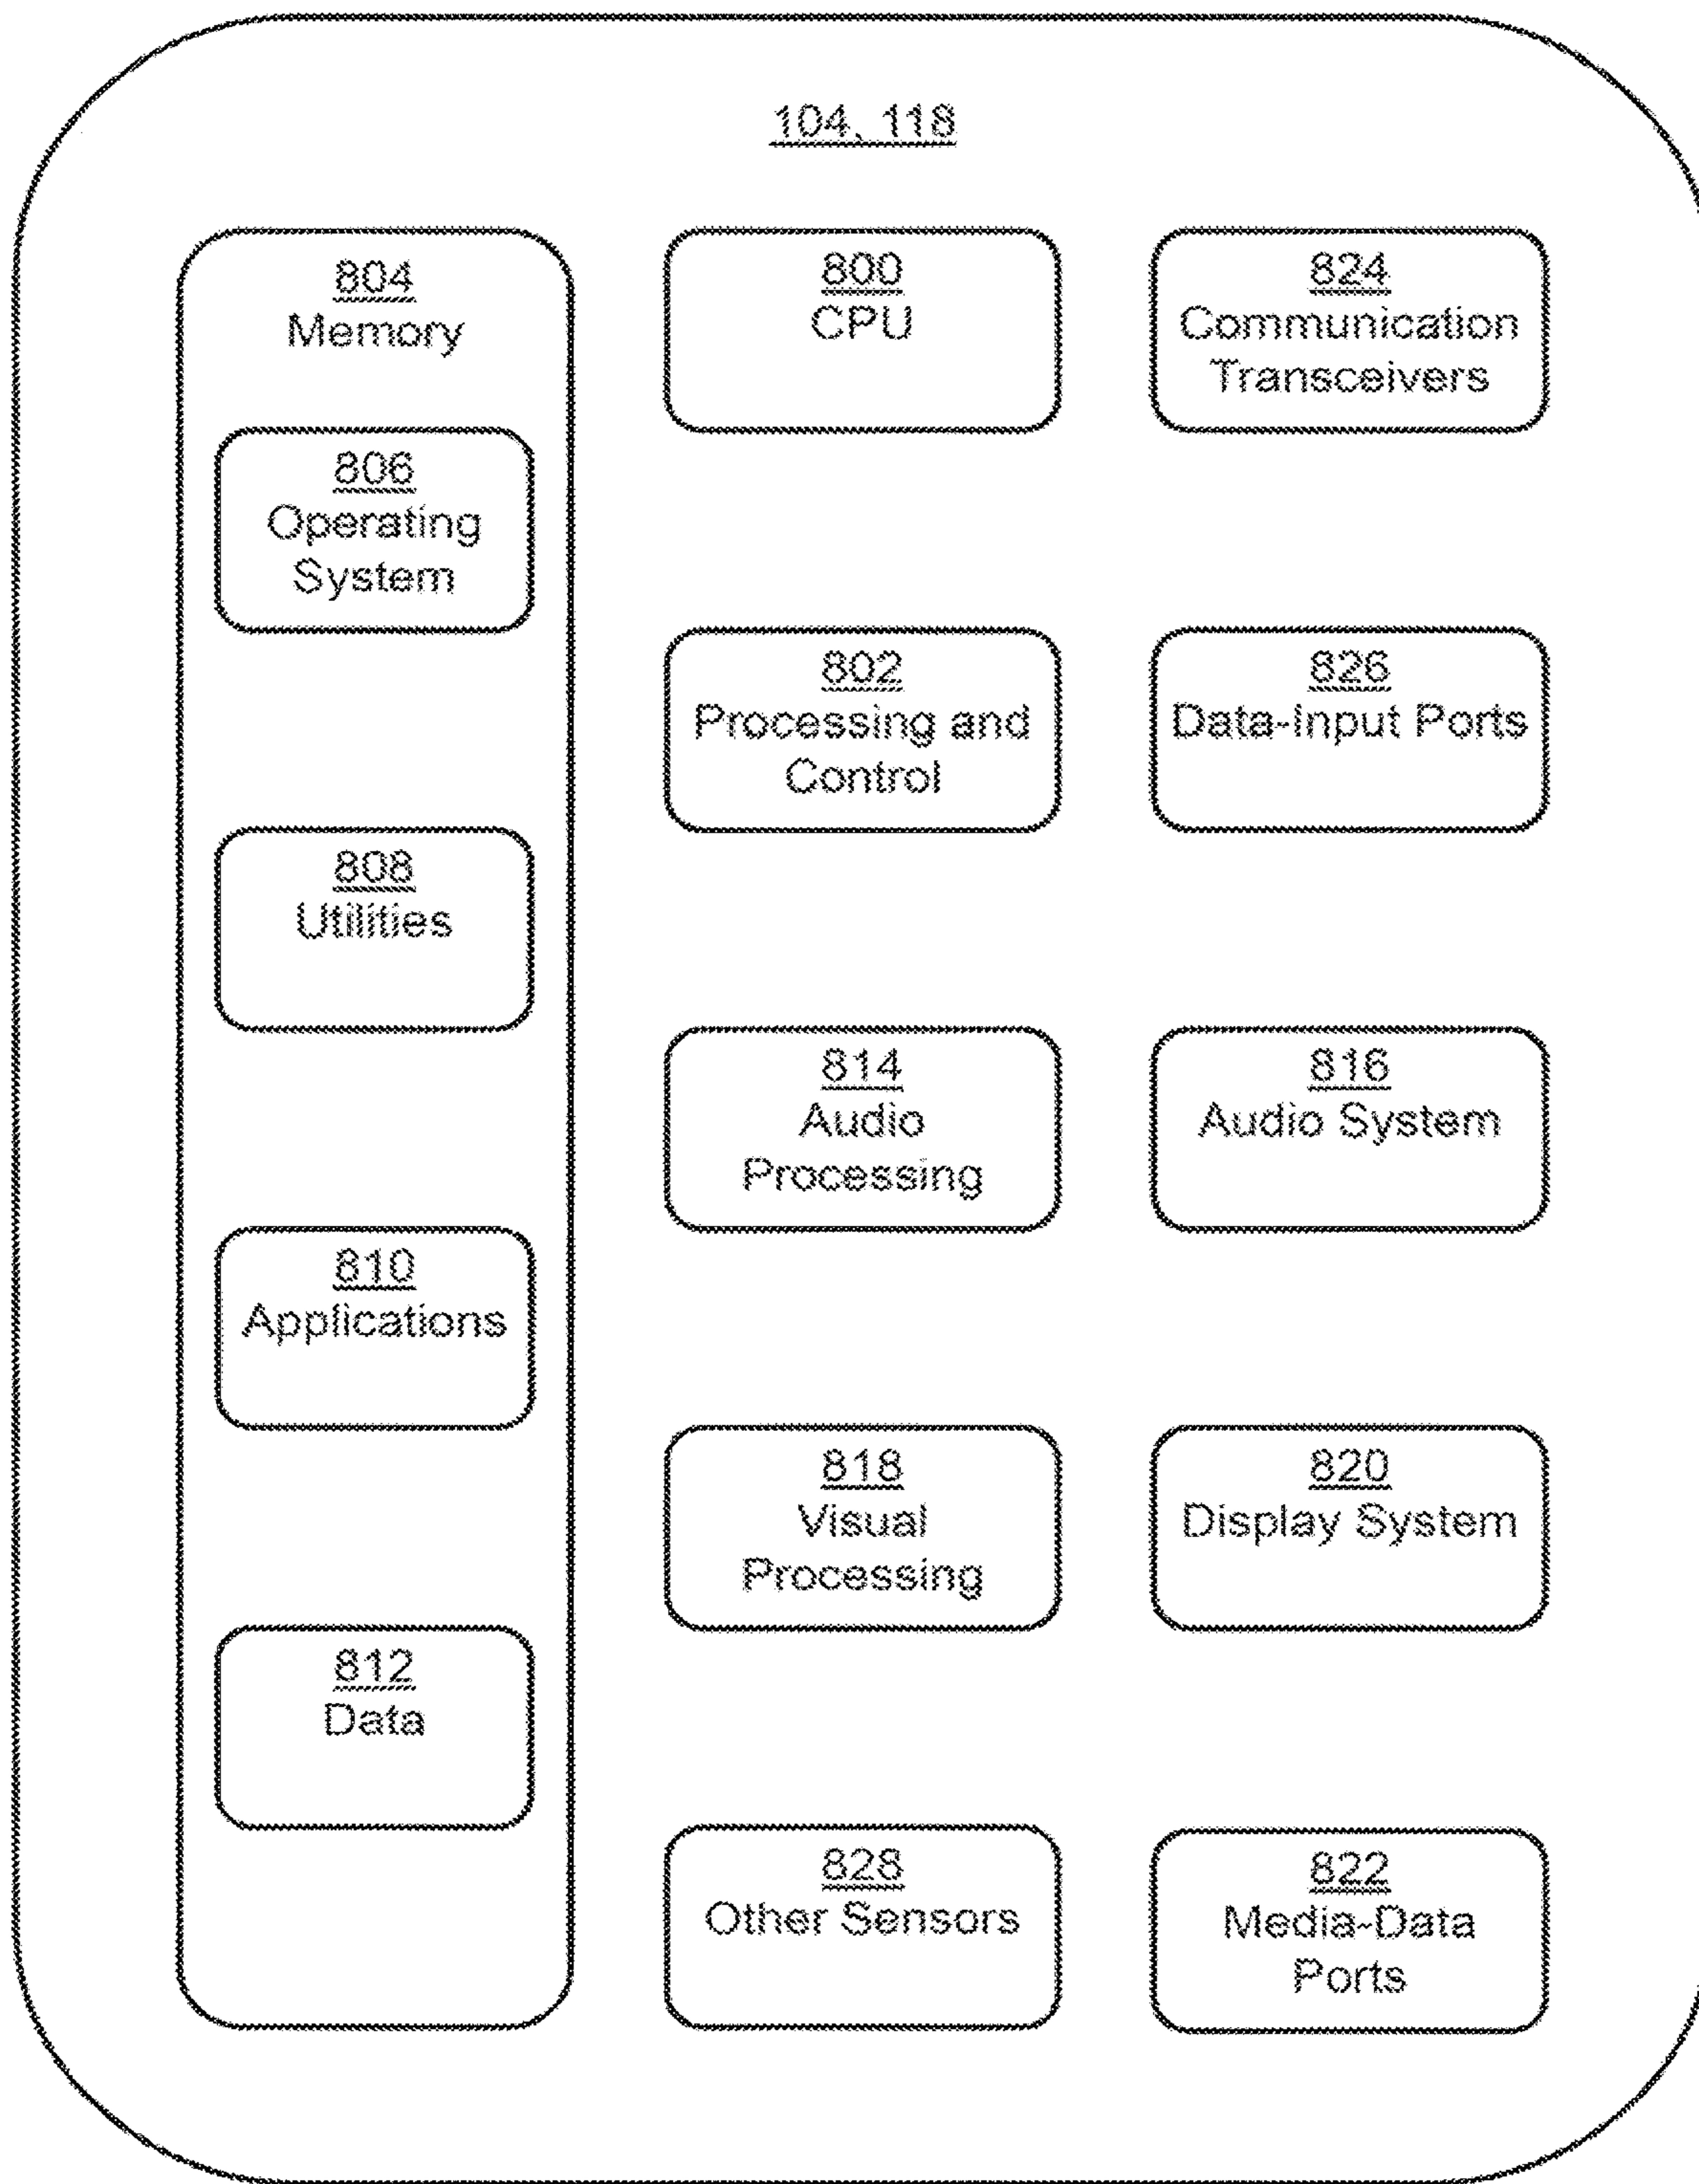 104, 118
804
Memory
806
Operating
System
808
Utilities
810
Applications
812
Data
800
CPU
802
Processing and
Control
814
Audio
Processing
818
Visual
Processing
828
Other Sensors
824
Communication
Transceivers
826
Data-Input Ports
816
Audio System
820
Display System
822
Media-Data
Ports